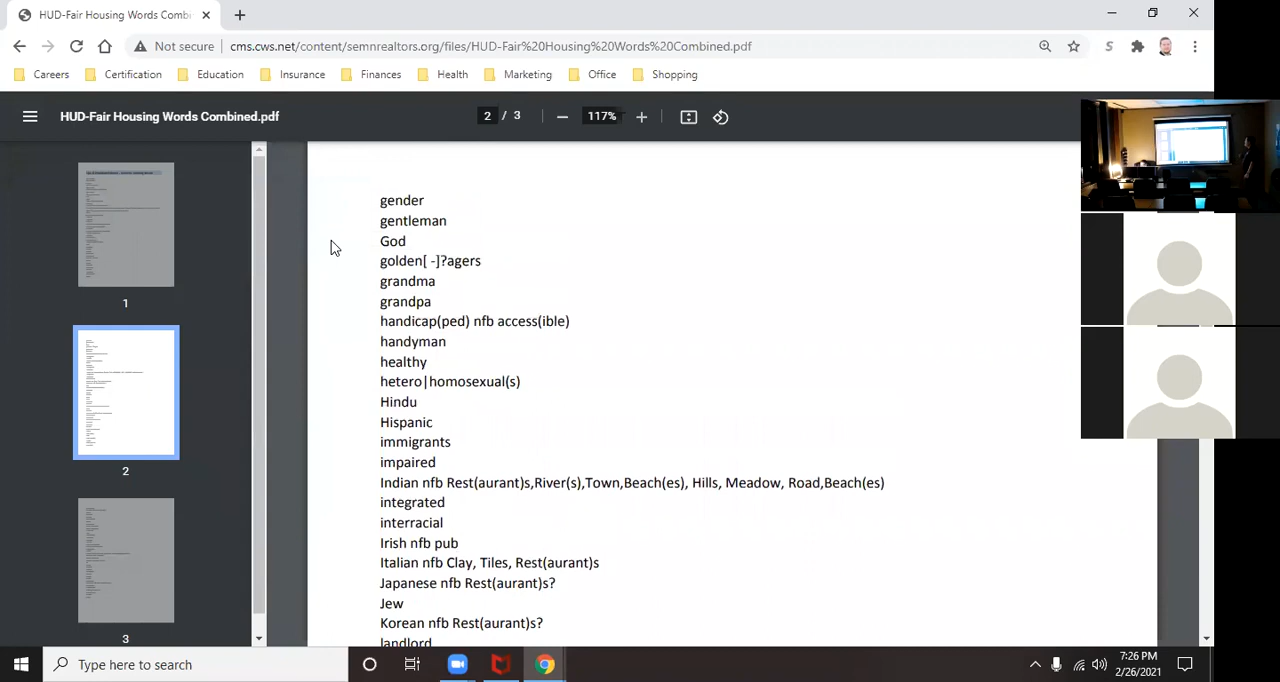 HUD-Fair Housing Words Comb
Not secure
cms.cws.net/content/semnrealtors.org/files/HUD-Fair%20Housing%20Words%20Combined.pdf
Careers
Certification
Education
Insurance
Finances
Health
Marketing
Office
Shopping
HUD-Fair Housing Words Combined.pdf
2 / 3
117%
1
2
3
gender
gentleman
God
golden[ -]?agers
grandma
grandpa
handicap(ped) nfb access(ible)
handyman
healthy
hetero|homosexual(s)
Hindu
Hispanic
immigrants
impaired
Indian nfb Rest(aurant)s,River(s),Town,Beach(es), Hills, Meadow, Road,Beach(es)
integrated
interracial
Irish nfb pub
Italian nfb Clay, Tiles, Rest(aurant)s
Japanese nfb Rest(aurant)s?
Jew
Korean nfb Rest(aurant)s?
landlord
Type here to search
7:26 PM
2/26/2021